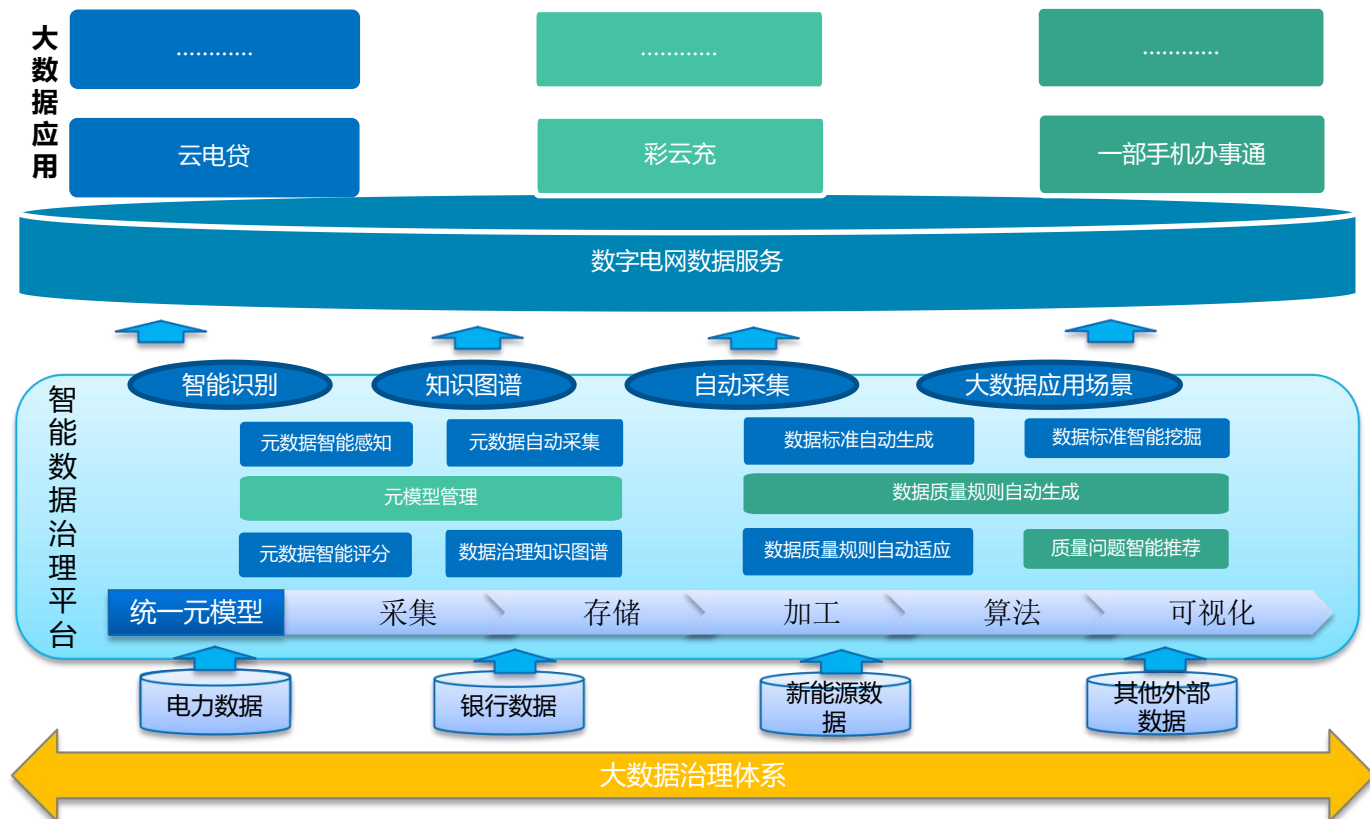 大数据应用
............
............
............
云电贷
彩云充
一部手机办事通
数字电网数据服务
智能数据治理平台
智能识别
知识图谱
自动采集
大数据应用场景
元数据智能感知
元数据自动采集
数据标准自动生成
数据标准智能挖掘
元模型管理
数据质量规则自动生成
元数据智能评分
数据治理知识图谱
数据质量规则自动适应
质量问题智能推荐
统一元模型
采集
存储
加工
算法
可视化
电力数据
银行数据
新能源数
据
其他外部
数据
大数据治理体系